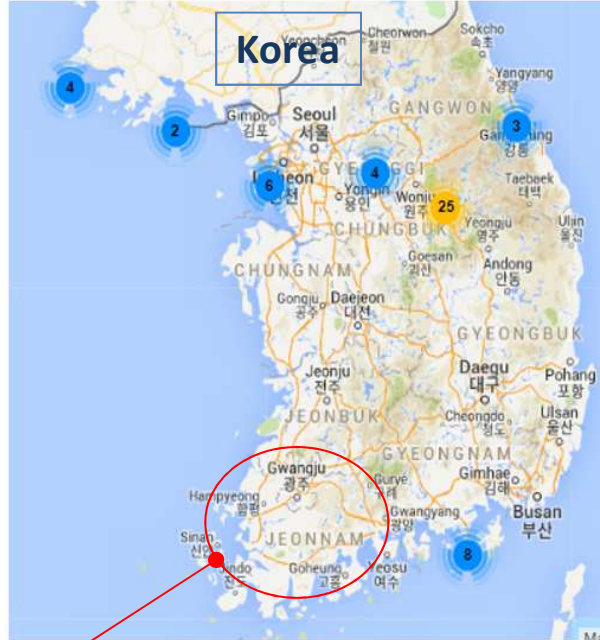 Korea
Cheorwon
철원
Sokcho
속초
Yangyang
양양
4
GANGWON
2
Gimpo
김포
Seoul
서울
3
강릉
6
4
Yongin
용인
Wonju
원주
25
Taebaek
태백
Yeongju
영주
Uljin
울진
CHUNGBUK
Goesan
괴산
Andong
안동
CHUNGNAM
Gongju
공주
Daejeon
대전
GYEONGBUK
Jeonju
전주
Daegu
대구
Pohang
포항
JEONBUK
Cheongdo
청도
Ulsan
울산
GYEONGNAM
Gwangju
광주
Gurye
구례
Gimhae
김해
Hampyeong
함평
Gwangyang
광양
Busan
부산
Sinan
신안
JEONNAM
8
Jindo
진도
Goheung
고흥
Yeosu
여수